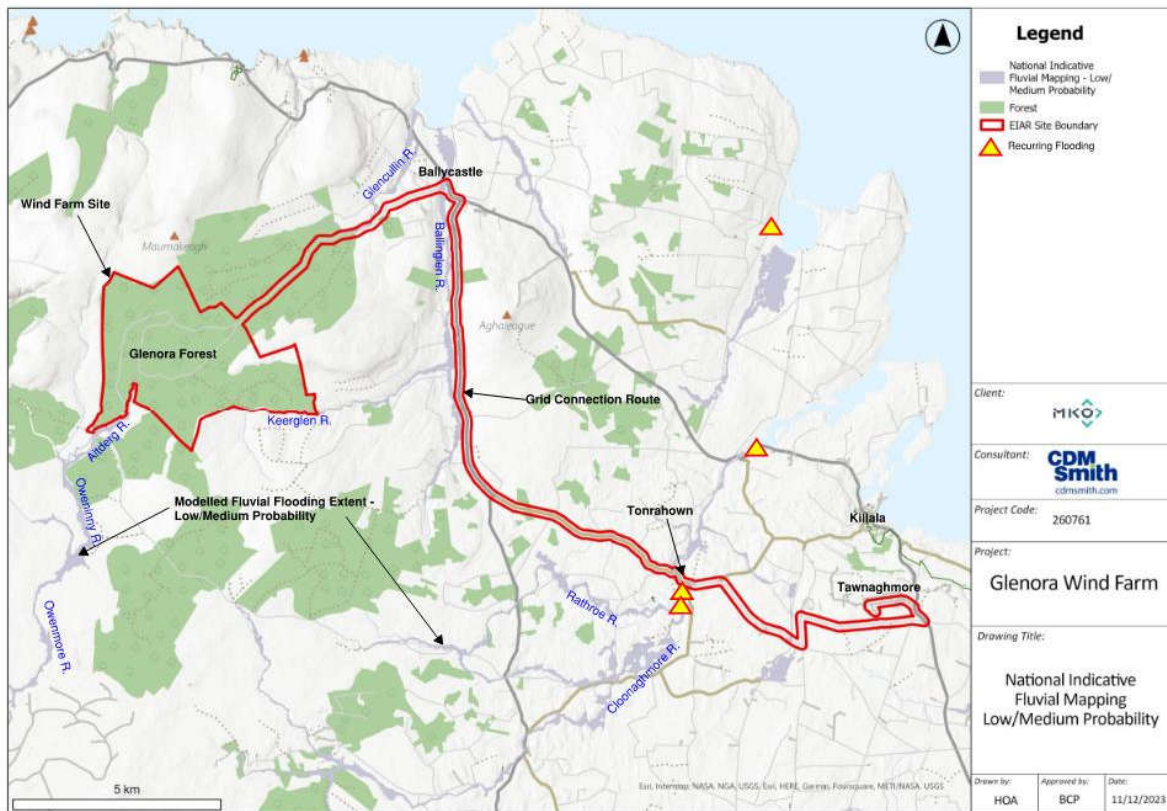 Wind Farm Site
Maumakeogh
Glencullin R.
Ballycastle
Ballinglen R.
Aghaleague
Glenora Forest
Grid Connection Route
Keerglen R.
Altderg R.
Oweninny R.
Modelled Fluvial Flooding Extent -
Low/Medium Probability
Owenmore R.
Tonrahown
Killala
Tawnaghmore
Rathroe R.
Cloonaghmore R.
5 km
Esri, Intermap, NASA, NGA, USGS, Esri, HERE, Garmin, Foursquare, METI/NASA, USGS
Legend
National Indicative
Fluvial Mapping - Low/
Medium Probability
Forest
EIAR Site Boundary
Recurring Flooding
Client:
MKO
Consultant:
CDM
Smith
cdmsmith.com
Project Code:
260761
Project:
Glenora Wind Farm
Drawing Title:
National Indicative
Fluvial Mapping
Low/Medium Probability
Drawn by:
HOA
Approved by:
BCP
Date:
11/12/2023